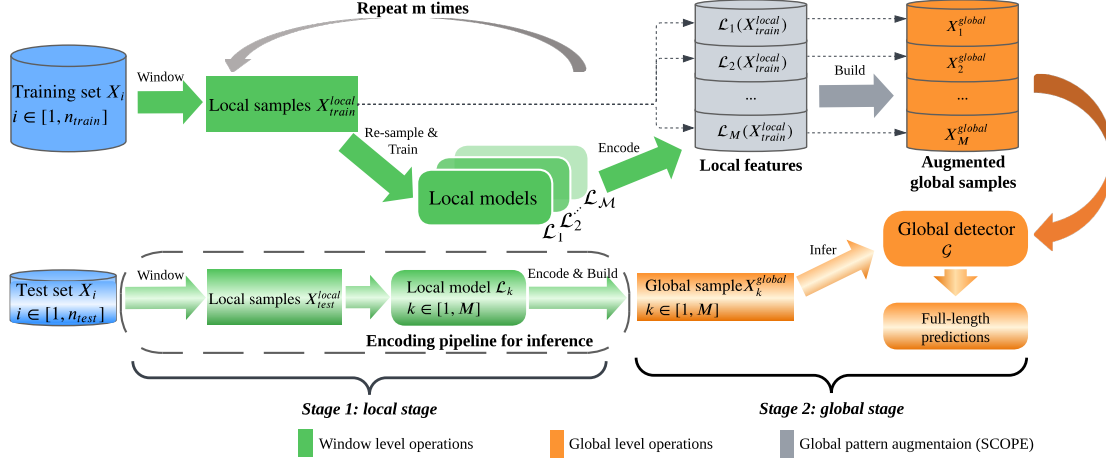 Repeat m times
Training set X_i
i ∈ [1, n_train]
Window
Local samples X_train^local
Re-sample &
Train
Local models
ℒ_1 ℒ_2 ... ℒ_M
Encode
ℒ_1(X_train^local)
ℒ_2(X_train^local)
...
ℒ_M(X_train^local)
Local features
Build
X_1^global
X_2^global
...
X_M^global
Augmented
global samples
Test set X_i
i ∈ [1, n_test]
Window
Local samples X_test^local
Local model ℒ_k
k ∈ [1, M]
Encode & Build
Encoding pipeline for inference
Global sample X_k^global
k ∈ [1, M]
Infer
Global detector
𝒢
Full-length
predictions
Stage 1: local stage
Stage 2: global stage
Window level operations
Global level operations
Global pattern augmentaion (SCOPE)